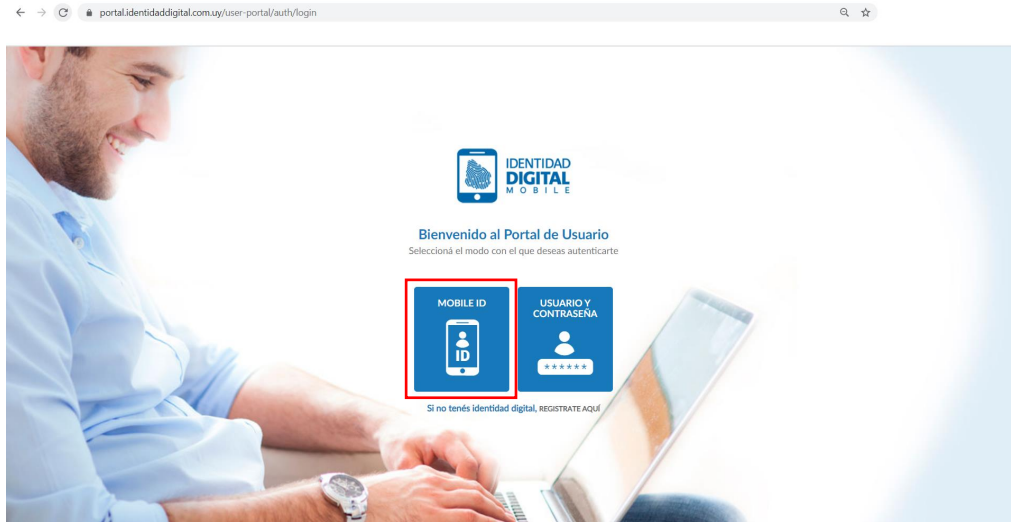 portal.identidaddigital.com.uy/user-portal/auth/login
IDENTIDAD
DIGITAL
MOBILE
Bienvenido al Portal de Usuario
Seleccioná el modo con el que deseas autenticarte
MOBILE ID
ID
USUARIO Y
CONTRASEÑA
******
Si no tenés identidad digital, REGISTRATE AQUÍ